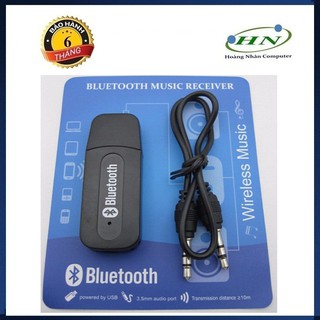 BẢO HÀNH
6
THÁNG
HN
Hoàng Nhân Computer
BLUETOOTH MUSIC RECEIVER
Bluetooth
Wireless Music
Bluetooth
powered by USB
3.5mm audio port
Transmission distance ≥10m